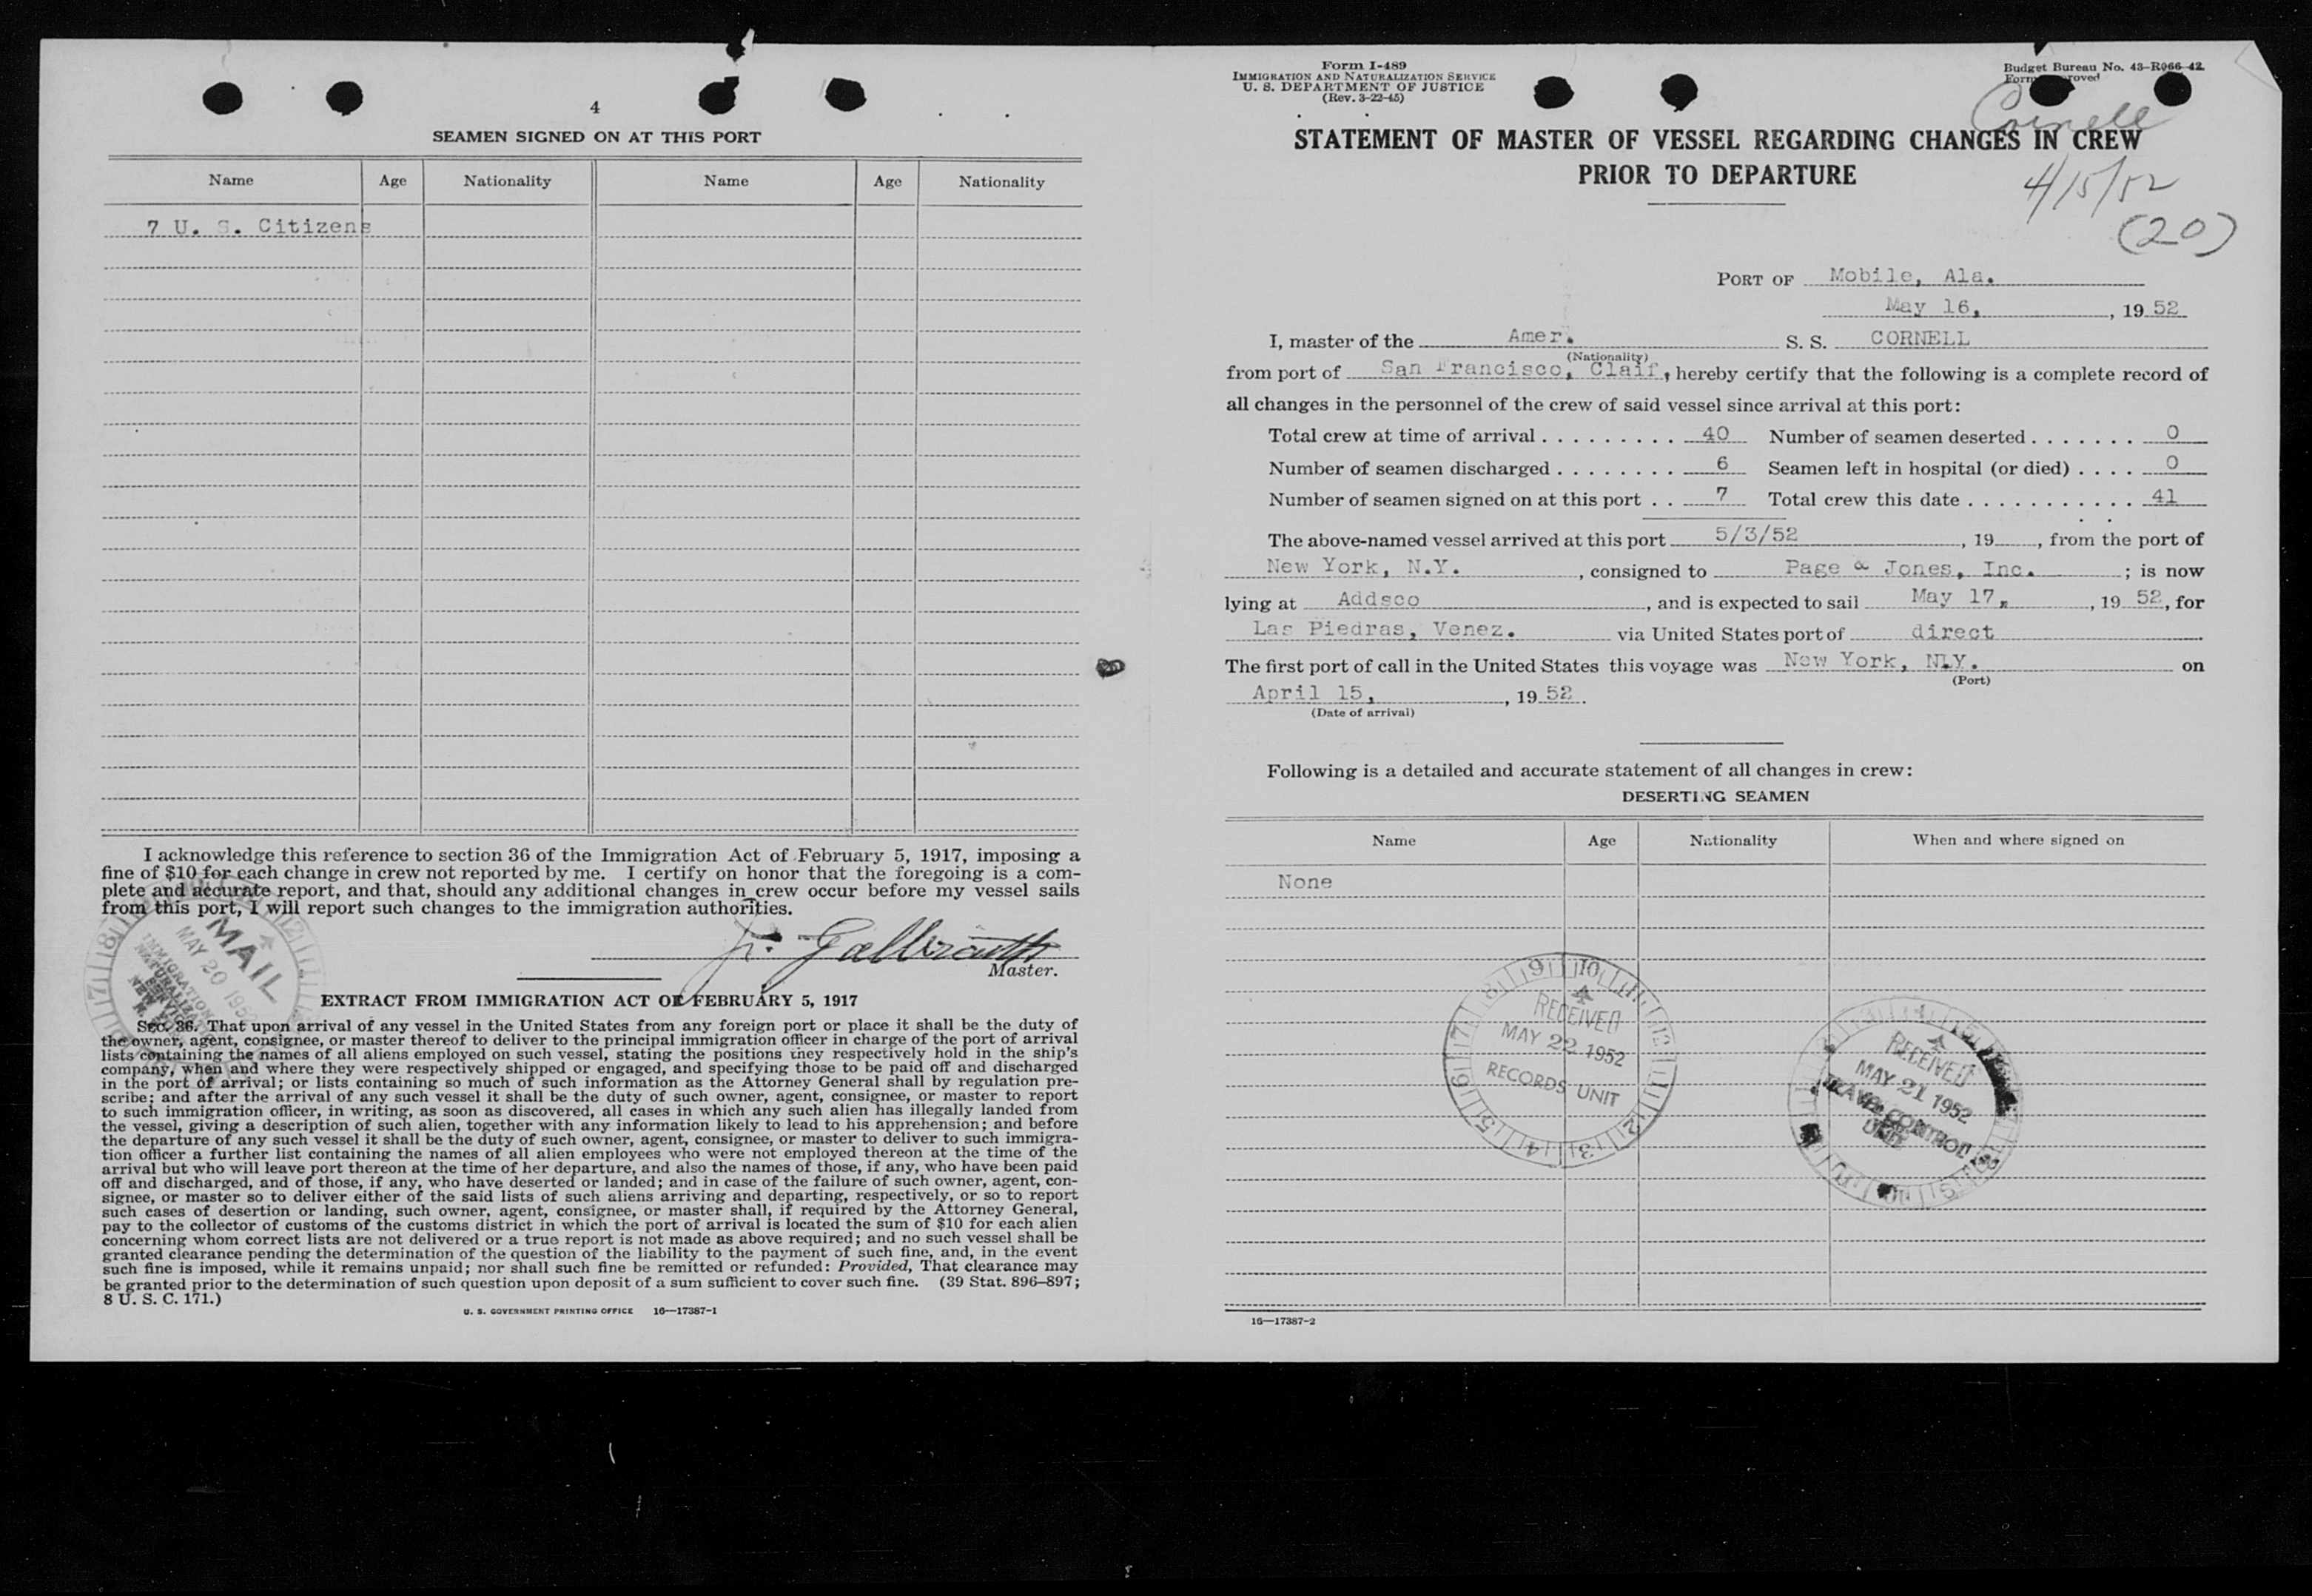 4
SEAMEN SIGNED ON AT THIS PORT
Name Age Nationality Name Age Nationality
7 U. S. Citizens
I acknowledge this reference to section 36 of the Immigration Act of February 5, 1917, imposing a
fine of $10 for each change in crew not reported by me. I certify on honor that the foregoing is a com-
plete and accurate report, and that, should any additional changes in crew occur before my vessel sails
from this port, I will report such changes to the immigration authorities.
Master.
MAIL
MAY 20
IMMIGRATION
EXTRACT FROM IMMIGRATION ACT OF FEBRUARY 5, 1917
Sec. 36. That upon arrival of any vessel in the United States from any foreign port or place it shall be the duty of
the owner, agent, consignee, or master thereof to deliver to the principal immigration officer in charge of the port of arrival
lists containing the names of all aliens employed on such vessel, stating the positions they respectively hold in the ship's
company, when and where they were respectively shipped or engaged, and specifying those to be paid off and discharged
in the port of arrival; or lists containing so much of such information as the Attorney General shall by regulation pre-
scribe; and after the arrival of any such vessel it shall be the duty of such owner, agent, consignee, or master to report
to such immigration officer, in writing, as soon as discovered, all cases in which any such alien has illegally landed from
the vessel, giving a description of such alien, together with any information likely to lead to his apprehension; and before
the departure of any such vessel it shall be the duty of such owner, agent, consignee, or master to deliver to such immigra-
tion officer a further list containing the names of all alien employees who were not employed thereon at the time of the
arrival but who will leave port thereon at the time of her departure, and also the names of those, if any, who have been paid
off and discharged, and of those, if any, who have deserted or landed; and in case of the failure of such owner, agent, con-
signee, or master so to deliver either of the said lists of such aliens arriving and departing, respectively, or so to report
such cases of desertion or landing, such owner, agent, consignee, or master shall, if required by the Attorney General,
pay to the collector of customs of the customs district in which the port of arrival is located the sum of $10 for each alien
concerning whom correct lists are not delivered or a true report is not made as above required; and no such vessel shall be
granted clearance pending the determination of the question of the liability to the payment of such fine, and, in the event
such fine is imposed, while it remains unpaid; nor shall such fine be remitted or refunded: Provided, That clearance may
be granted prior to the determination of such question upon deposit of a sum sufficient to cover such fine. (39 Stat. 896–897;
8 U. S. C. 171.)
U. S. GOVERNMENT PRINTING OFFICE 16—17387-1
Form I-489
IMMIGRATION AND NATURALIZATION SERVICE
U. S. DEPARTMENT OF JUSTICE
(Rev. 3-22-45)
Budget Bureau No. 43-R066-42
Cornell
STATEMENT OF MASTER OF VESSEL REGARDING CHANGES IN CREW
PRIOR TO DEPARTURE
4/15/52
(20)
PORT OF Mobile, Ala.
May 16, , 19 52
I, master of the Amer. S. S. CORNELL
(Nationality)
from port of San Francisco, Claif, hereby certify that the following is a complete record of
all changes in the personnel of the crew of said vessel since arrival at this port:
Total crew at time of arrival . . . . . . . . . 40 Number of seamen deserted . . . . . . . 0
Number of seamen discharged . . . . . . . . 6 Seamen left in hospital (or died) . . . . 0
Number of seamen signed on at this port . . 7 Total crew this date . . . . . . . . . . . 41
The above-named vessel arrived at this port 5/3/52 , 19 , from the port of
New York, N.Y. , consigned to Page & Jones, Inc. ; is now
lying at Addsco , and is expected to sail May 17, , 19 52, for
Las Piedras, Venez. via United States port of direct
The first port of call in the United States this voyage was New York, N.Y. on
(Port)
April 15, , 19 52.
(Date of arrival)
Following is a detailed and accurate statement of all changes in crew:
DESERTING SEAMEN
Name Age Nationality When and where signed on
None
RECEIVED
MAY 22 1952
RECORDS UNIT
RECEIVED
MAY 21 1952
TRAVEL CONTROL
UNIT
16—17387-2